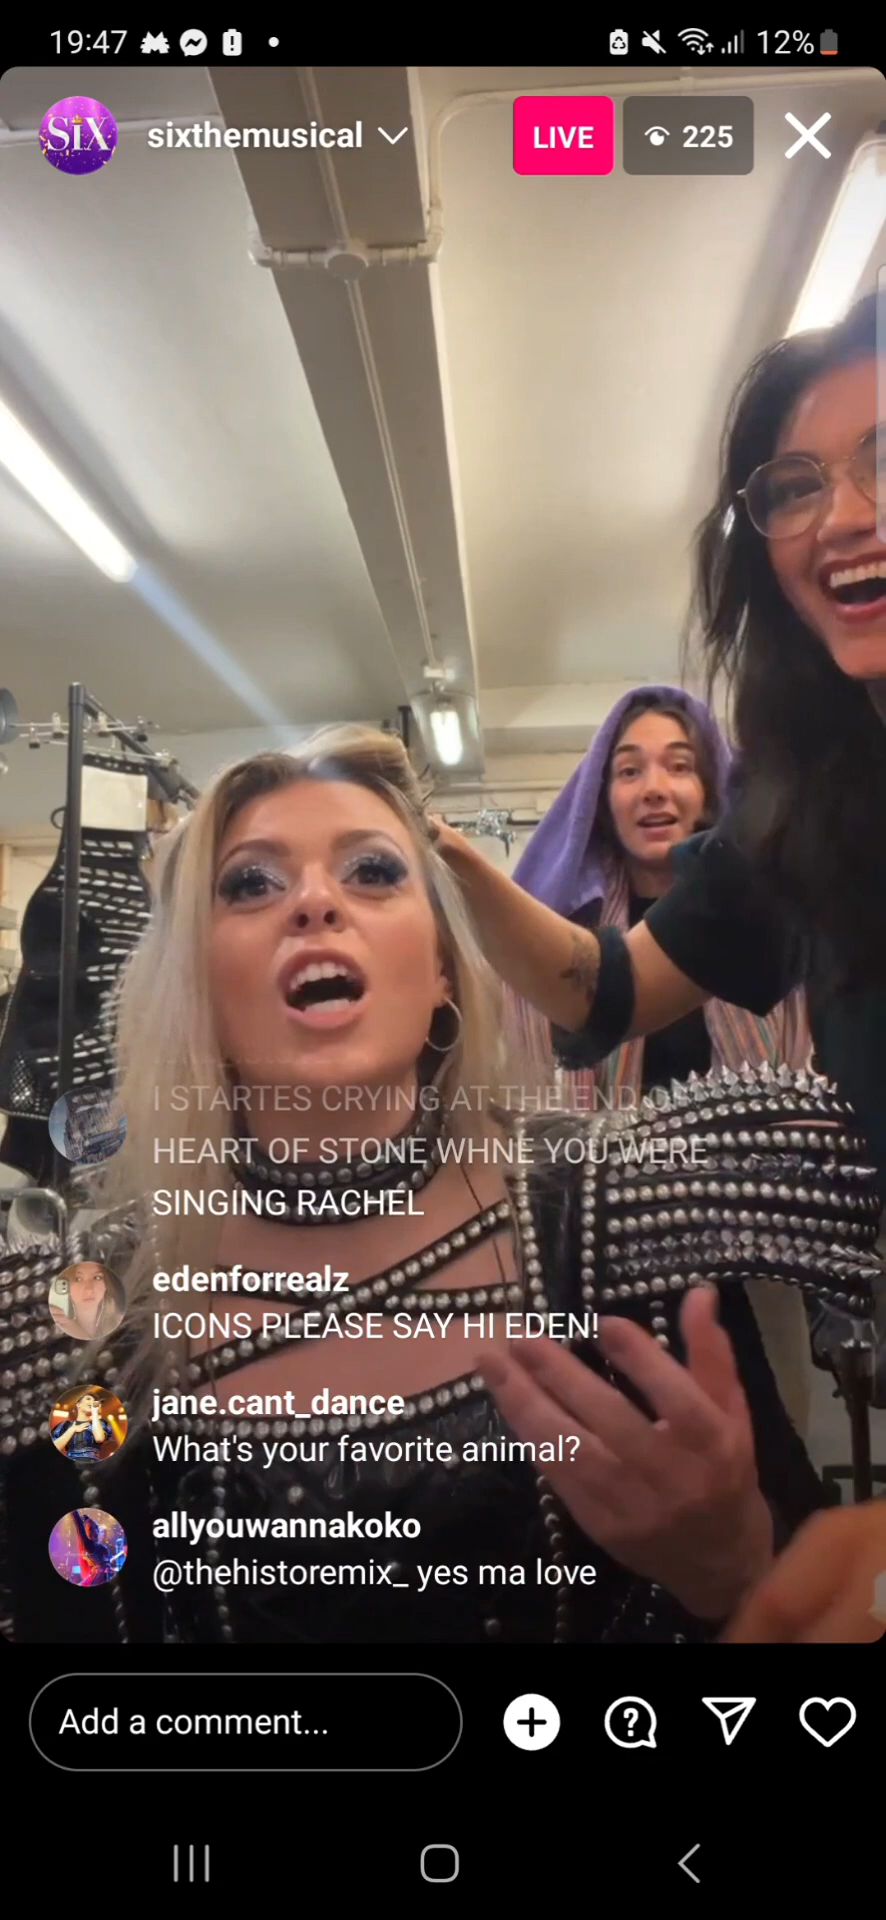 19:47
12%
SiX
sixthemusical
LIVE
225
I STARTES CRYING AT THE END OF
HEART OF STONE WHNE YOU WERE
SINGING RACHEL
edenforrealz
ICONS PLEASE SAY HI EDEN!
jane.cant_dance
What's your favorite animal?
allyouwannakoko
@thehistoremix_ yes ma love
Add a comment...